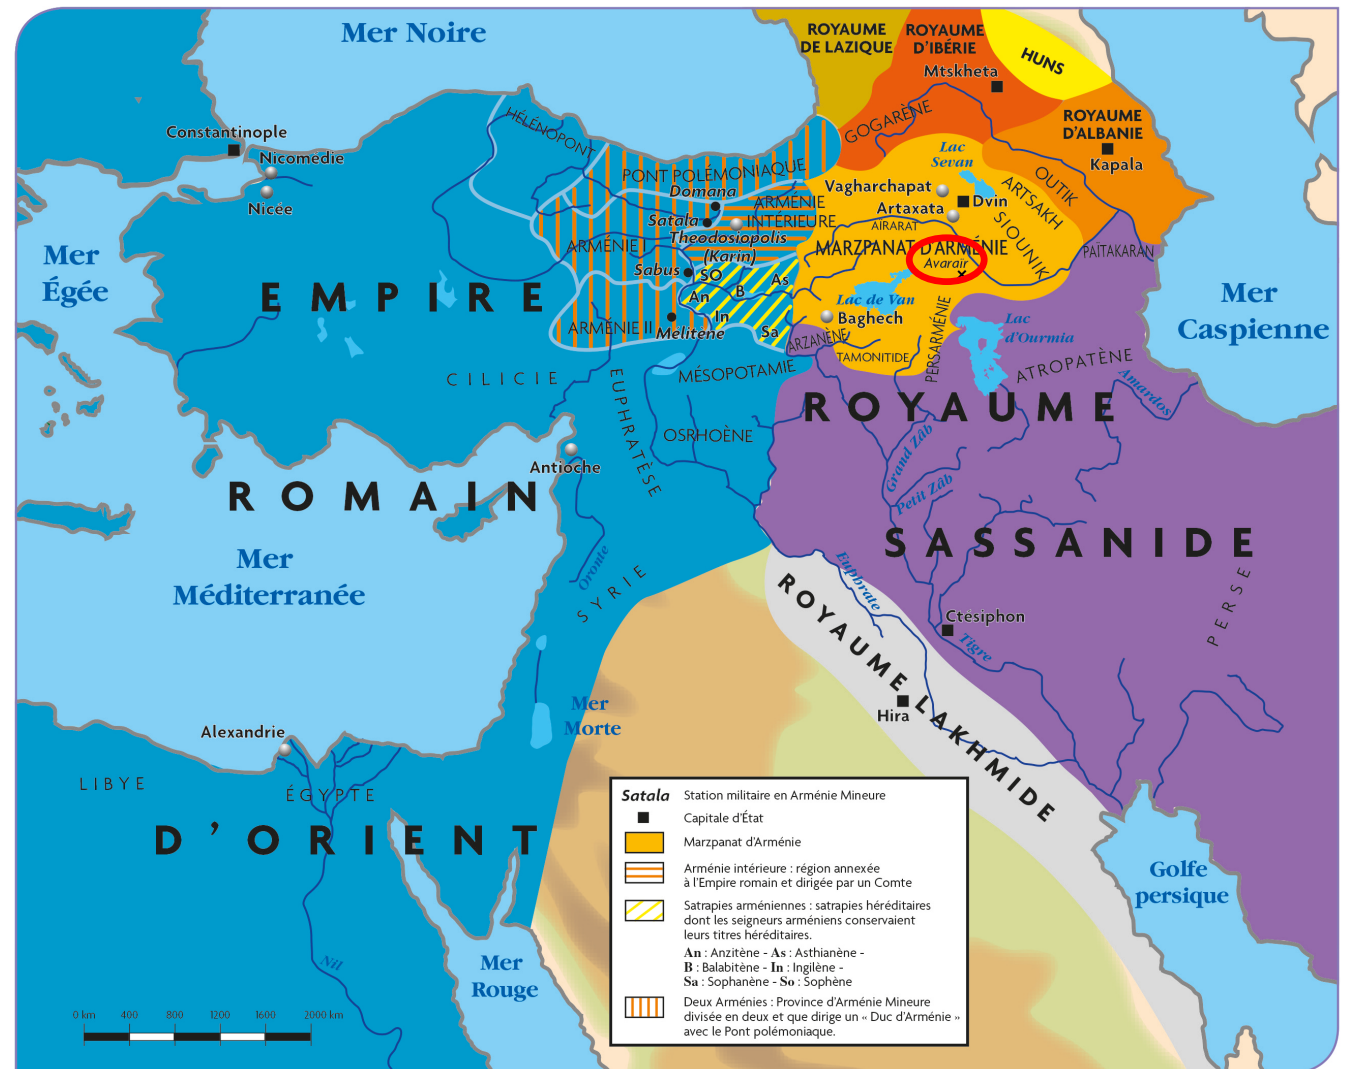 Mer Noire
ROYAUME
DE LAZIQUE
ROYAUME
D'IBÉRIE
HUNS
Mtskheta
ROYAUME
D'ALBANIE
Kapala
GOGARÈNE
Constantinople
Nicomédie
Nicée
HÉLÉNOPONT
PONT POLÉMONIAQUE
Domana
Satala
ARMÉNIE
INTÉRIEURE
Theodosiopolis
(Karin)
ARMÉNIE I
Sabus
SO
An
B
As
In
Sa
ARMÉNIE II
Melitène
Lac
Sevan
Vagharchapat
Artaxata
Dvin
OUTIK
ARTSAKH
SIOUNIK
AIRARAT
MARZPANAT D'ARMÉNIE
Avarair
PAÏTAKARAN
Lac de Van
Baghech
ARZANÈNE
TAMONITIDE
PERSARMÉNIE
Lac
d'Ourmia
ATROPATÈNE
Amardos
Mer
Égée
Mer
Caspienne
EMPIRE
ROMAIN
D'ORIENT
CILICIE
EUPHRATÈSE
MÉSOPOTAMIE
OSRHOÈNE
Antioche
Oronte
SYRIE
ROYAUME
SASSANIDE
Grand Zâb
Petit Zâb
PERSE
Mer
Méditerranée
Euphrate
Ctésiphon
Tigre
ROYAUME LAKHMIDE
Hira
Mer
Morte
Alexandrie
LIBYE
ÉGYPTE
Nil
Mer
Rouge
Golfe
persique
Satala Station militaire en Arménie Mineure
Capitale d'État
Marzpanat d'Arménie
Arménie intérieure : région annexée
à l'Empire romain et dirigée par un Comte
Satrapies arméniennes : satrapies héréditaires
dont les seigneurs arméniens conservaient
leurs titres héréditaires.
An : Anzitène - As : Asthianène -
B : Balabitène - In : Ingilène -
Sa : Sophanène - So : Sophène
Deux Arménies : Province d'Arménie Mineure
divisée en deux et que dirige un « Duc d'Arménie »
avec le Pont polémoniaque.
0 km 400 800 1200 1600 2000 km